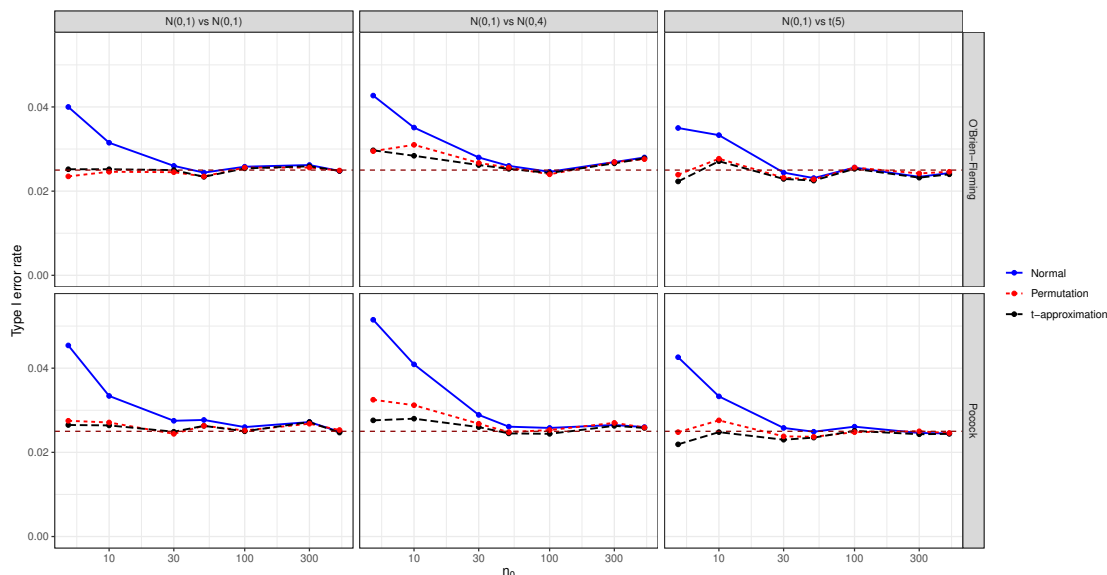 N(0,1) vs N(0,1)
N(0,1) vs N(0,4)
N(0,1) vs t(5)
Type I error rate
0.04
0.02
0.00
O'Brien−Fleming
0.04
0.02
0.00
Pocock
10 30 100 300
10 30 100 300
10 30 100 300
n₀
Normal
Permutation
t−approximation